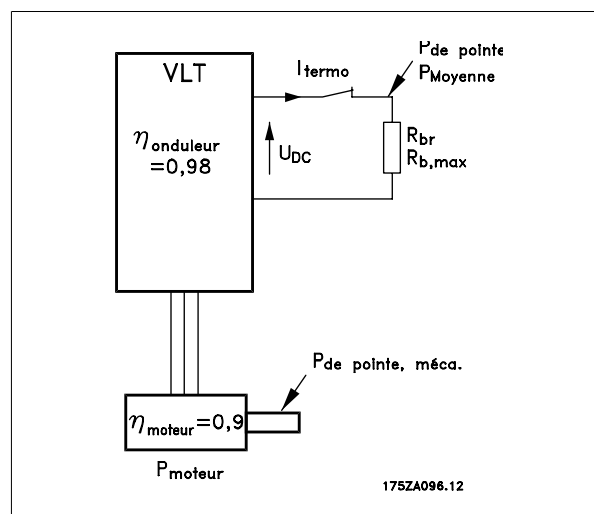 VLT
η onduleur
=0,98
I termo
U DC
P de pointe
P Moyenne
R br
R b,max
P de pointe, méca.
η moteur =0,9
P moteur
175ZA096.12